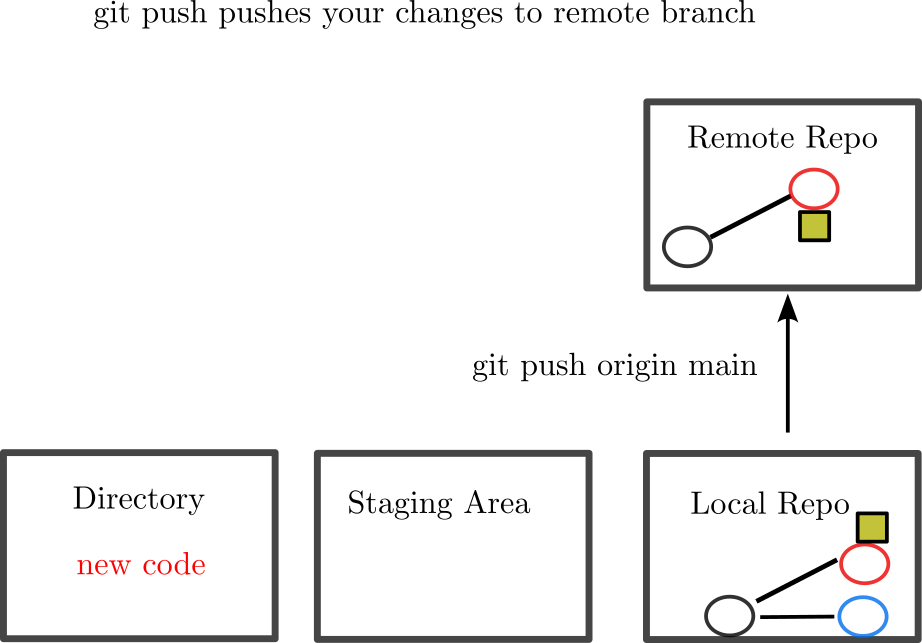 git push pushes your changes to remote branch
Remote Repo
git push origin main
Directory
new code
Staging Area
Local Repo